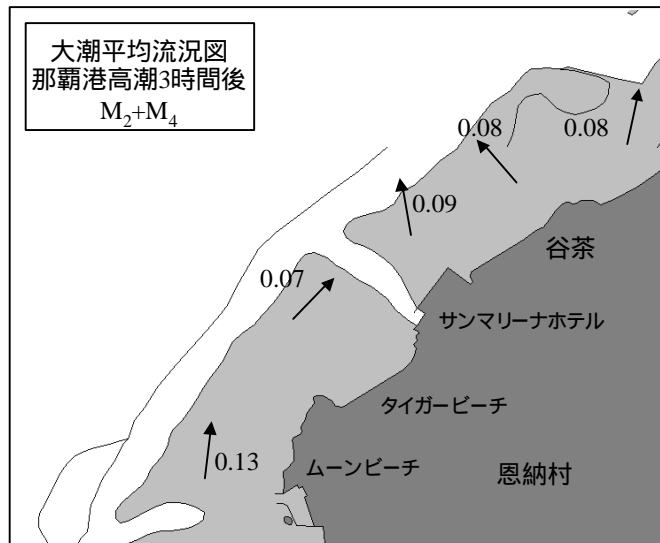 大潮平均流況図
那覇港高潮3時間後
M₂+M₄
0.08
0.08
0.09
谷茶
0.07
サンマリーナホテル
タイガービーチ
0.13
ムーンビーチ
恩納村